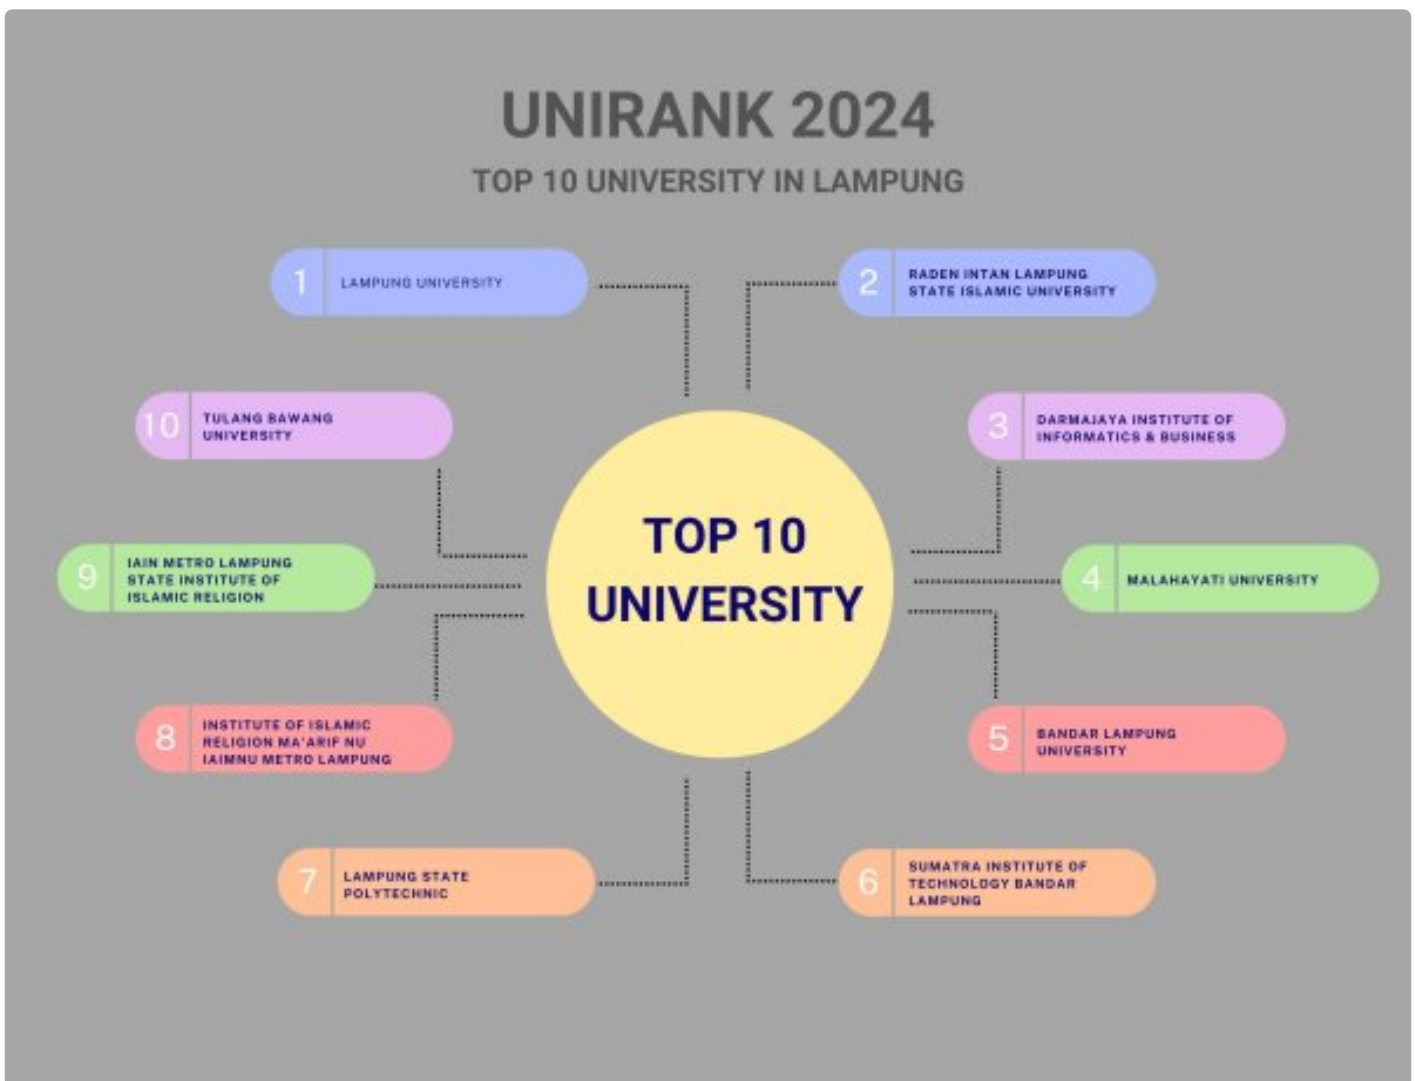 UNIRANK 2024
TOP 10 UNIVERSITY IN LAMPUNG
1
LAMPUNG UNIVERSITY
2
RADEN INTAN LAMPUNG
STATE ISLAMIC UNIVERSITY
3
DARMAJAYA INSTITUTE OF
INFORMATICS & BUSINESS
4
MALAHAYATI UNIVERSITY
5
BANDAR LAMPUNG
UNIVERSITY
6
SUMATRA INSTITUTE OF
TECHNOLOGY BANDAR
LAMPUNG
7
LAMPUNG STATE
POLYTECHNIC
8
INSTITUTE OF ISLAMIC
RELIGION MA'ARIF NU
IAIMNU METRO LAMPUNG
9
IAIN METRO LAMPUNG
STATE INSTITUTE OF
ISLAMIC RELIGION
10
TULANG BAWANG
UNIVERSITY
TOP 10
UNIVERSITY